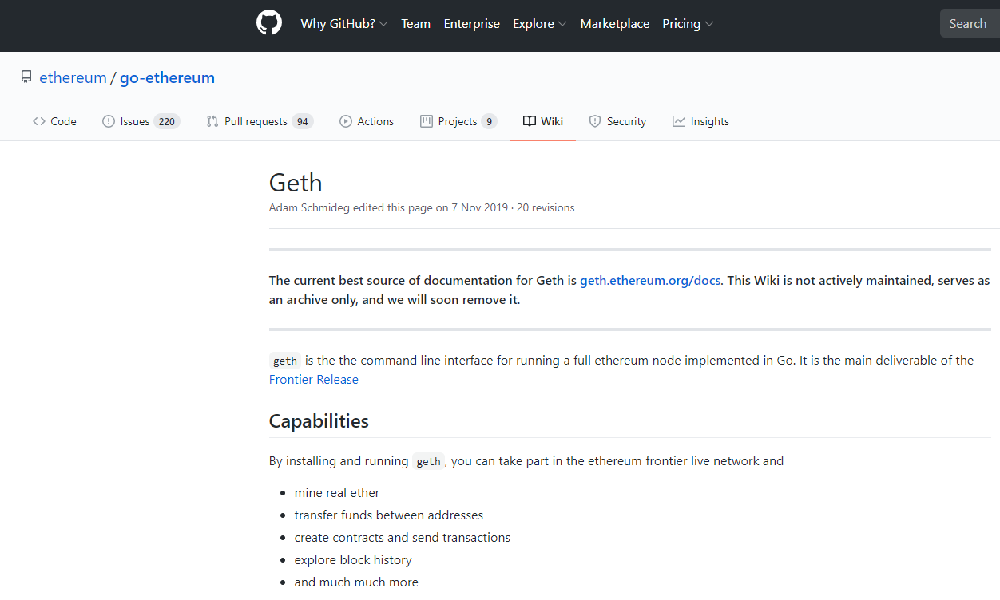 Why GitHub? Team Enterprise Explore Marketplace Pricing Search
ethereum / go-ethereum
Code Issues 220 Pull requests 94 Actions Projects 9 Wiki Security Insights
Geth
Adam Schmideg edited this page on 7 Nov 2019 · 20 revisions
The current best source of documentation for Geth is geth.ethereum.org/docs. This Wiki is not actively maintained, serves as
an archive only, and we will soon remove it.
geth is the the command line interface for running a full ethereum node implemented in Go. It is the main deliverable of the
Frontier Release
Capabilities
By installing and running geth, you can take part in the ethereum frontier live network and
• mine real ether
• transfer funds between addresses
• create contracts and send transactions
• explore block history
• and much much more